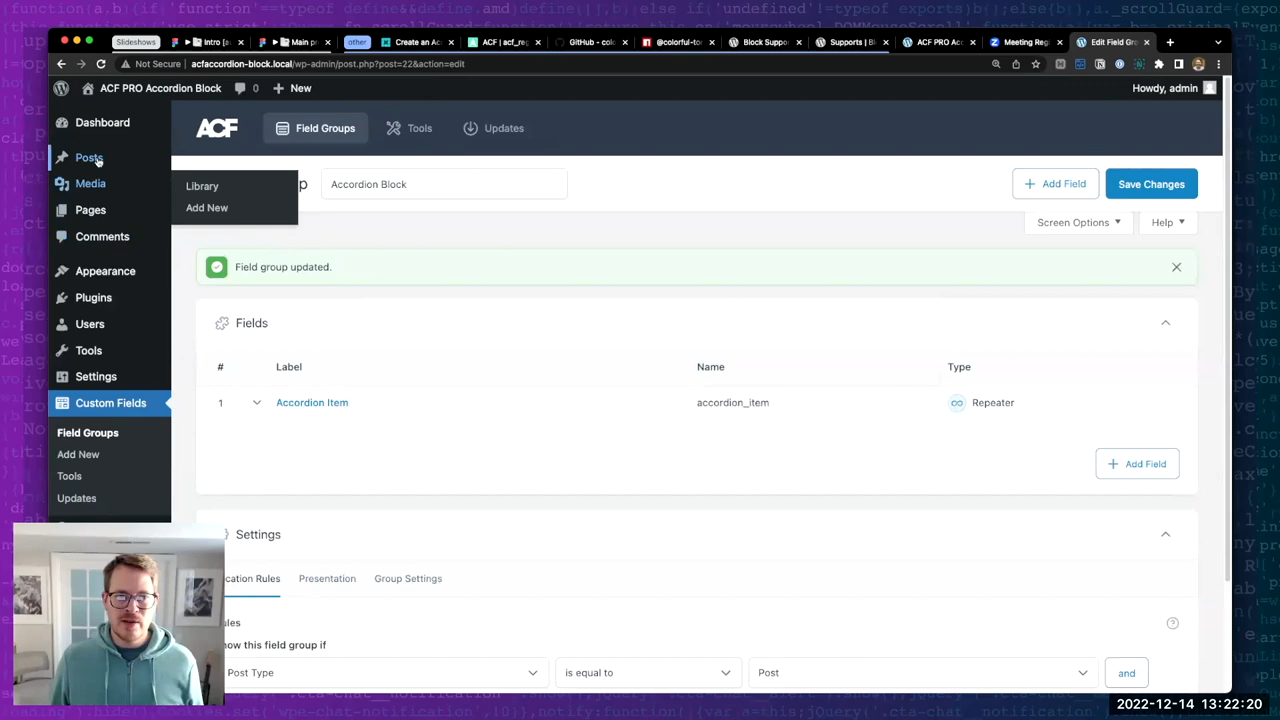 Slideshows
Intro [a
Main pr
other
Create an Ac
ACF | acf_reg
GitHub - colo
@colorful-to
Block Suppo
Supports | Bl
ACF PRO Ac
Meeting Reg
Edit Field Gro
Not Secure
acfaccordion-block.local/wp-admin/post.php?post=22&action=edit
ACF PRO Accordion Block
0
New
Howdy, admin
Dashboard
Posts
Media
Pages
Comments
Appearance
Plugins
Users
Tools
Settings
Custom Fields
Field Groups
Add New
Tools
Updates
Library
Add New
ACF
Field Groups
Tools
Updates
p
Accordion Block
Add Field
Save Changes
Screen Options
Help
Field group updated.
Fields
#
Label
Name
Type
1
Accordion Item
accordion_item
Repeater
Add Field
Settings
cation Rules
Presentation
Group Settings
ules
how this field group if
Post Type
is equal to
Post
and
2022-12-14 13:22:20